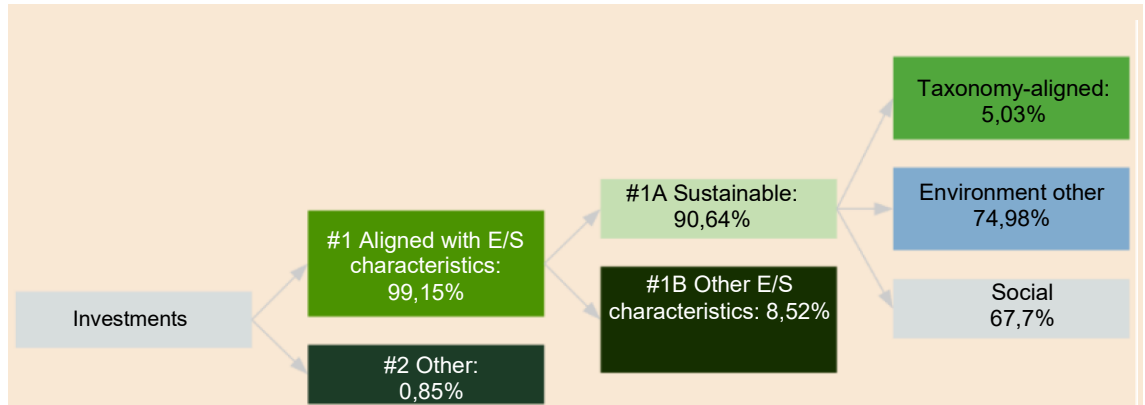 Investments
#1 Aligned with E/S
characteristics:
99,15%
#2 Other:
0,85%
#1A Sustainable:
90,64%
#1B Other E/S
characteristics: 8,52%
Taxonomy-aligned:
5,03%
Environment other
74,98%
Social
67,7%